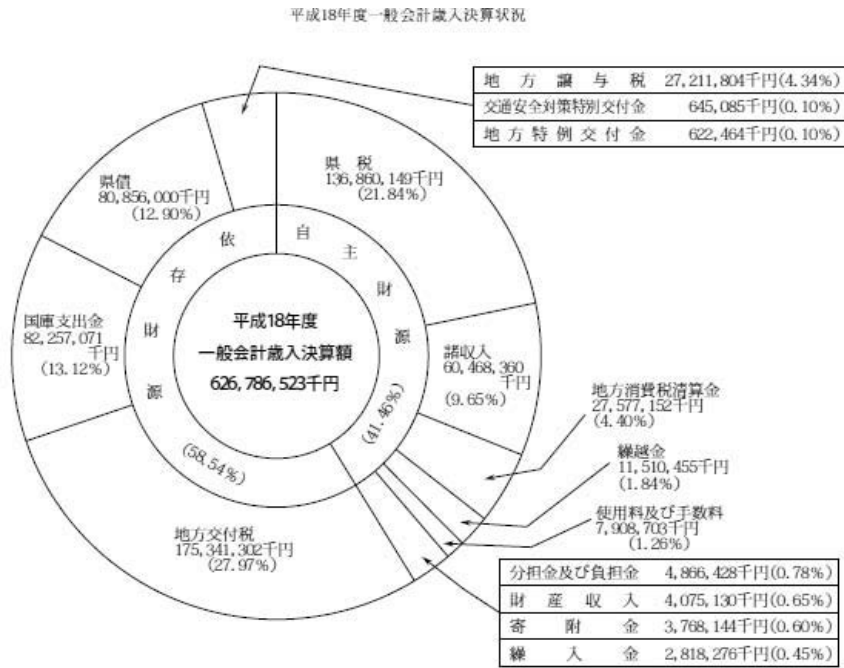 平成18年度一般会計歳入決算状況
地方譲与税 27,211,804千円(4.34%)
交通安全対策特別交付金 645,085千円(0.10%)
地方特例交付金 622,464千円(0.10%)
県税
136,860,149千円
(21.84%)
県債
80,856,000千円
(12.90%)
依存財源
(58.54%)
自主財源
(41.46%)
平成18年度
一般会計歳入決算額
626,786,523千円
国庫支出金
82,257,071
千円
(13.12%)
諸収入
60,468,360
千円
(9.65%)
地方消費税清算金
27,577,152千円
(4.40%)
繰越金
11,510,455千円
(1.84%)
使用料及び手数料
7,908,703千円
(1.26%)
地方交付税
175,341,302千円
(27.97%)
分担金及び負担金 4,866,428千円(0.78%)
財産収入 4,075,130千円(0.65%)
寄附金 3,768,144千円(0.60%)
繰入金 2,818,276千円(0.45%)